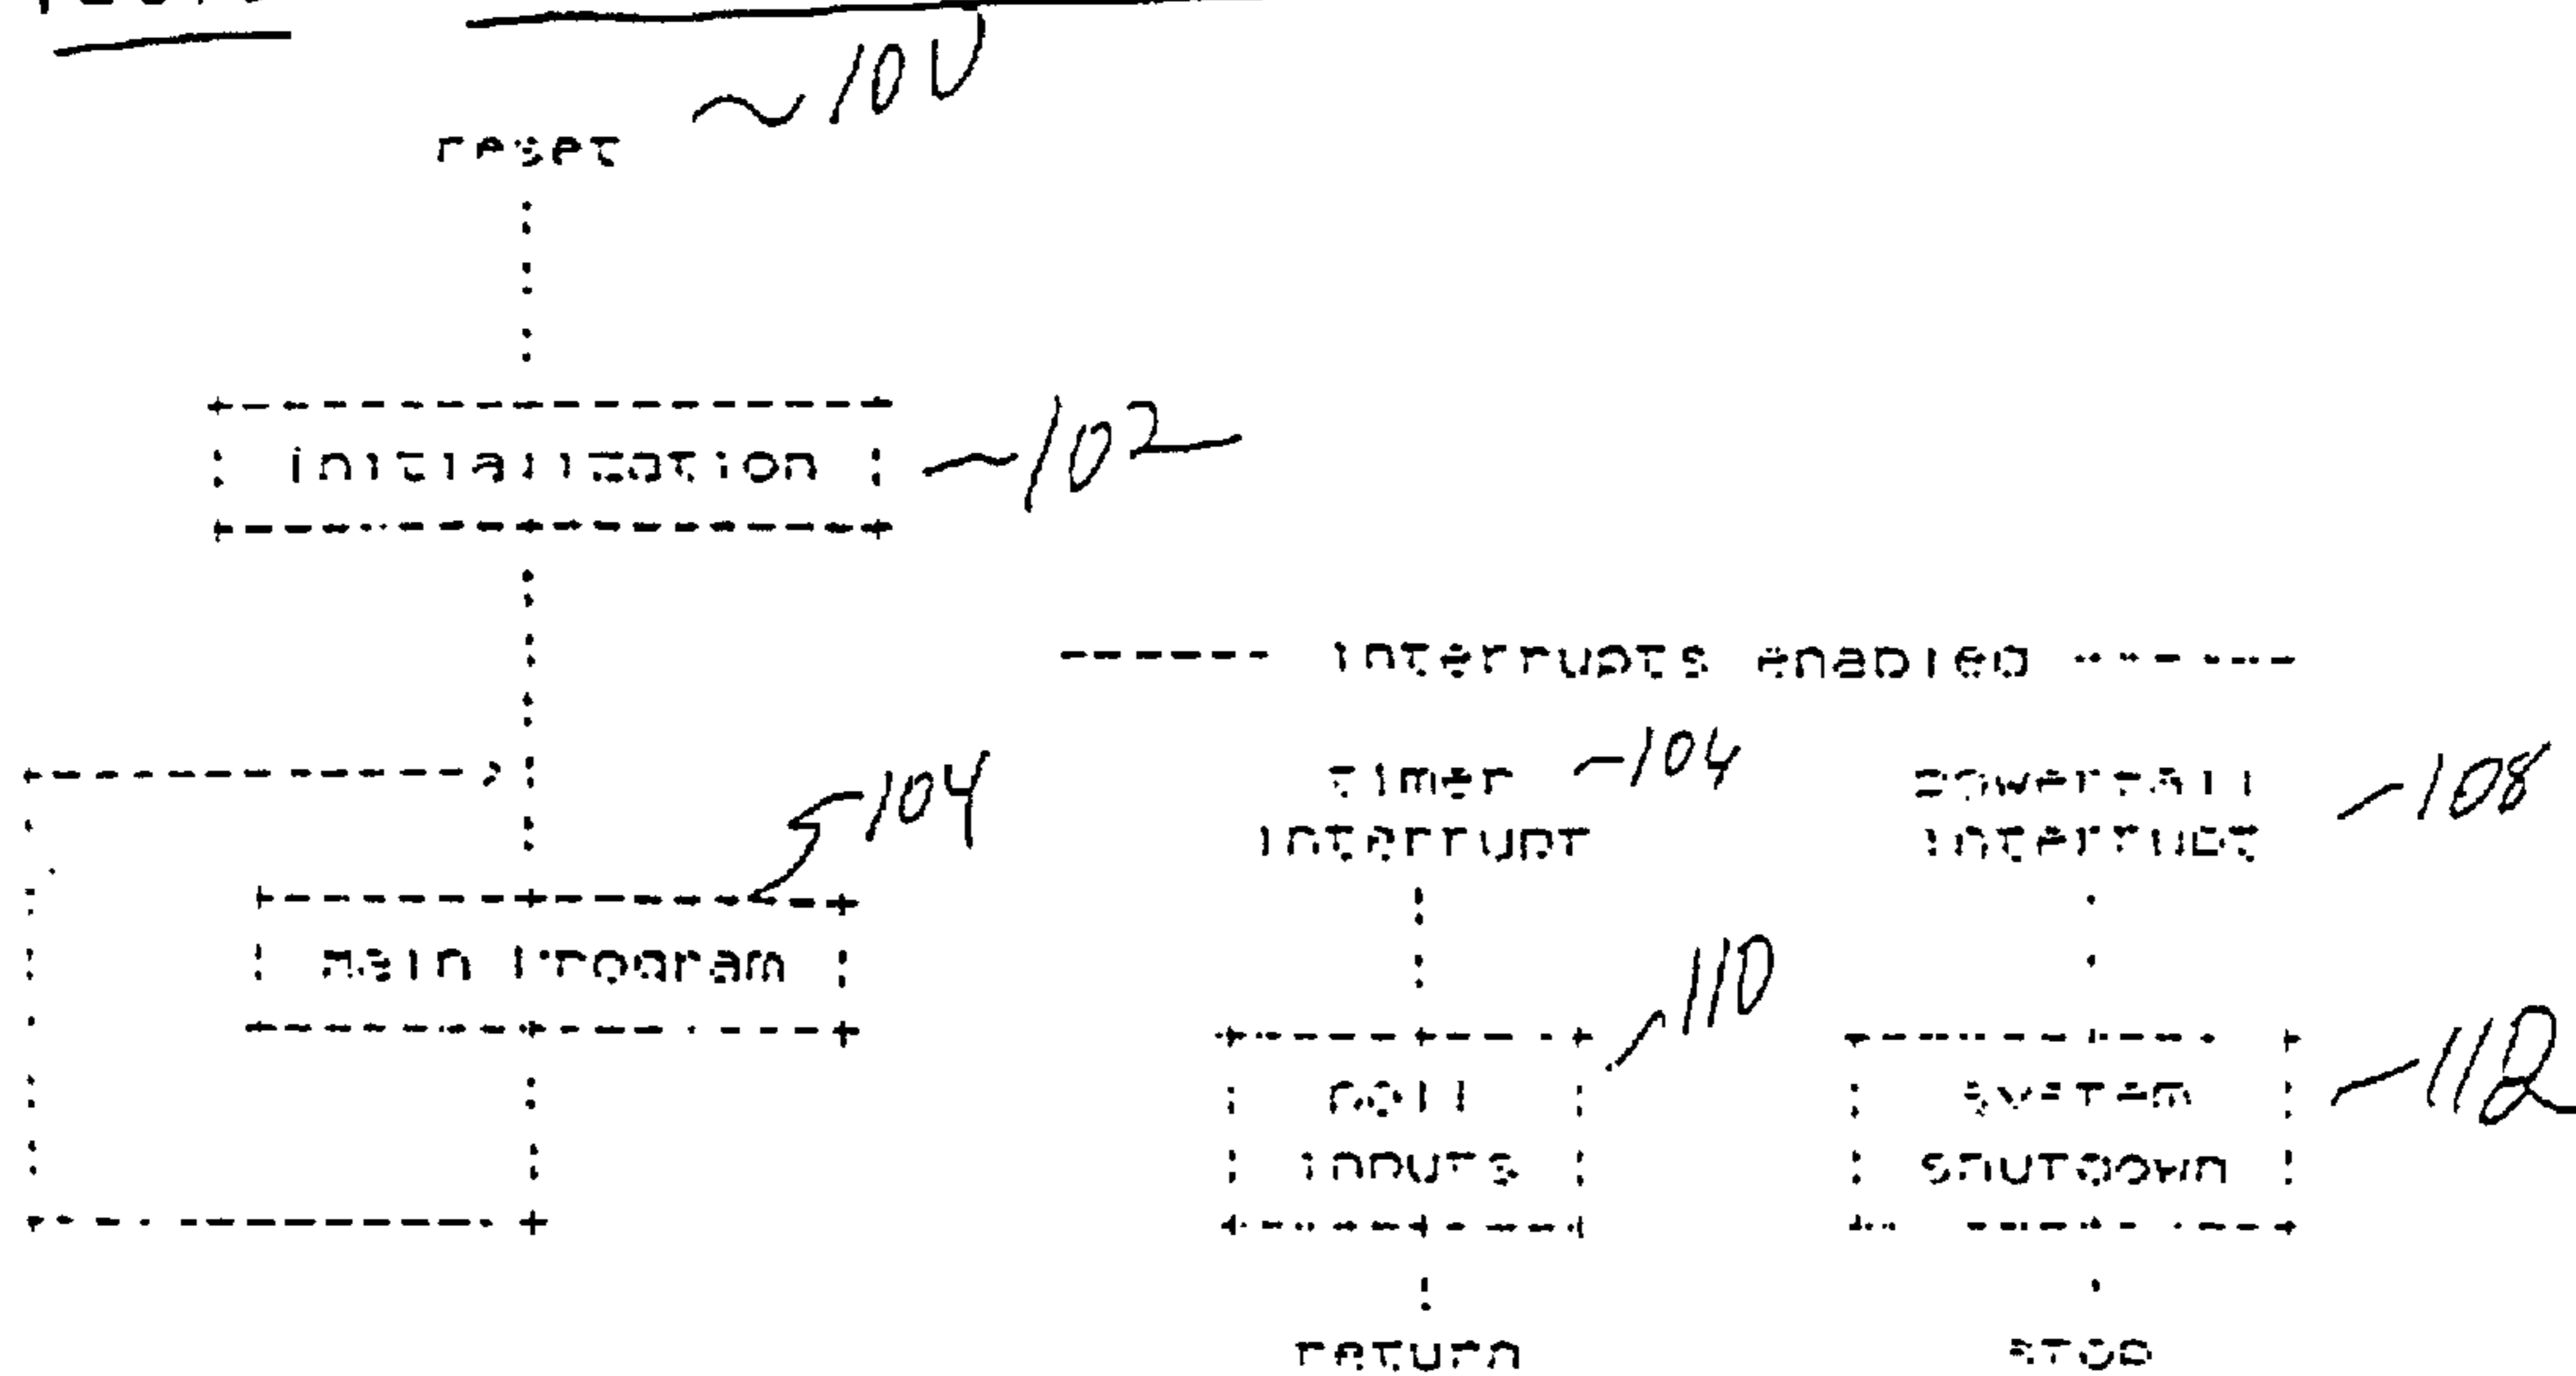 reset ~100
initialization ~102
interrupts enabled
timer 104
interrupt
powerfail 108
interrupt
104
main program
poll 110
inputs
system 112
shutdown
return
stop